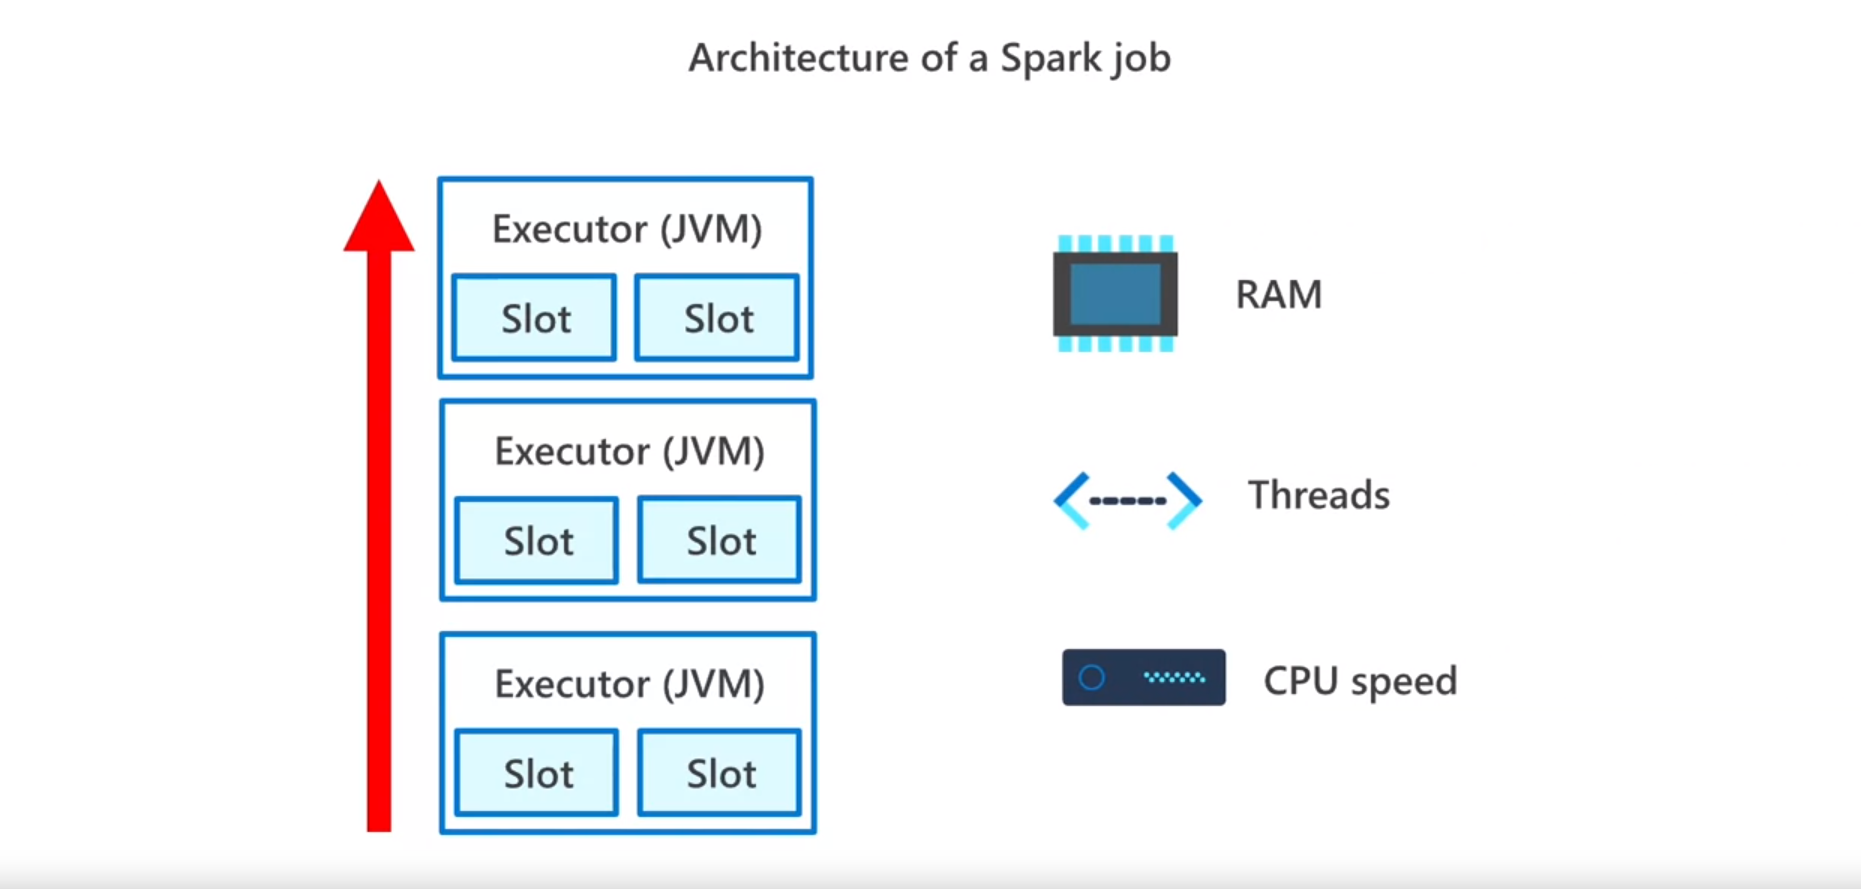 Architecture of a Spark job
Executor (JVM)
Slot Slot
Executor (JVM)
Slot Slot
Executor (JVM)
Slot Slot
RAM
Threads
CPU speed